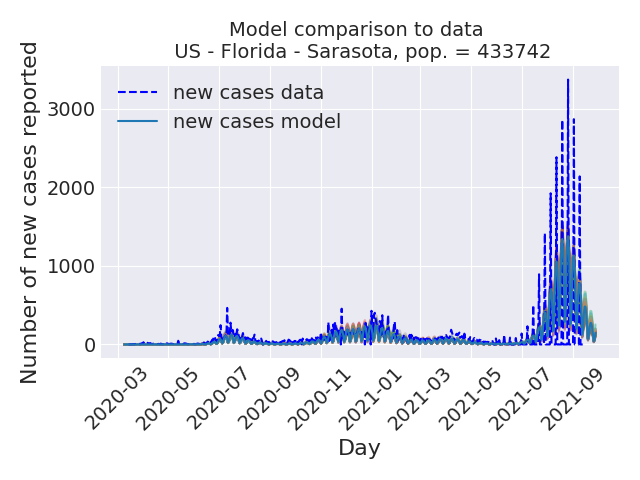 Model comparison to data
US - Florida - Sarasota, pop. = 433742
Number of new cases reported
new cases data
new cases model
3000
2000
1000
0
2020-03
2020-05
2020-07
2020-09
2020-11
2021-01
2021-03
2021-05
2021-07
2021-09
Day